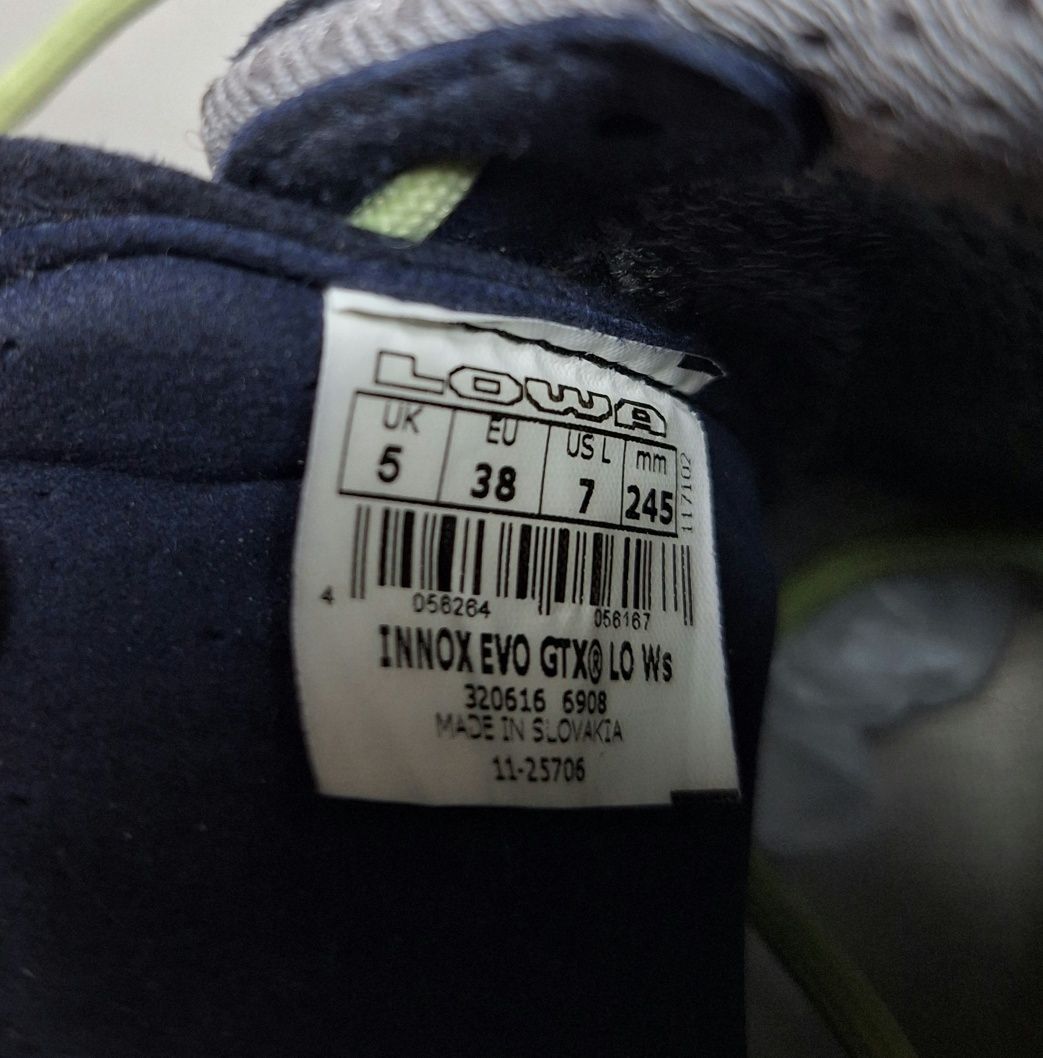 LOWA
UK EU US L mm
5 38 7 245
117102
4 056264 056167
INNOX EVO GTX® LO Ws
320616 6908
MADE IN SLOVAKIA
11-25706